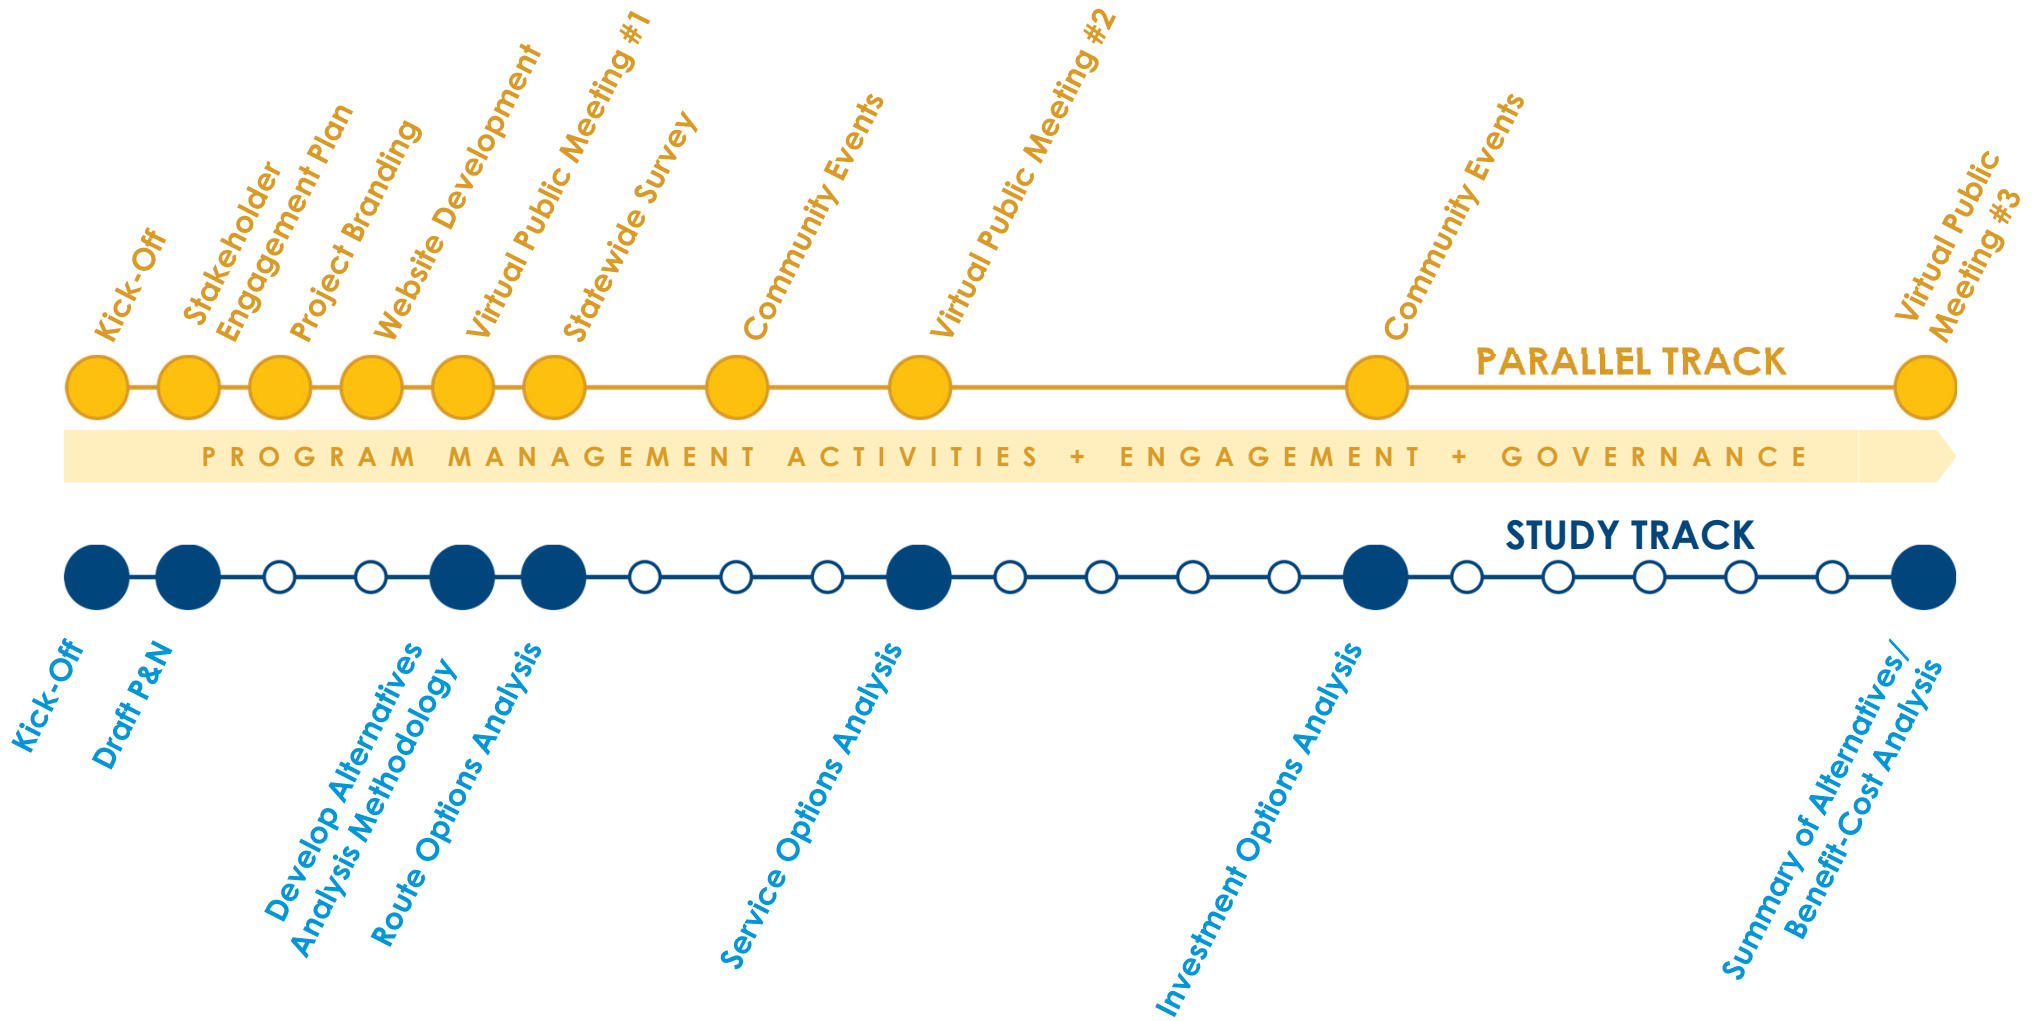 Kick-Off
Stakeholder
Engagement Plan
Project Branding
Website Development
Virtual Public Meeting #1
Statewide Survey
Community Events
Virtual Public Meeting #2
Community Events
Virtual Public
Meeting #3
PARALLEL TRACK
PROGRAM MANAGEMENT ACTIVITIES + ENGAGEMENT + GOVERNANCE
STUDY TRACK
Kick-Off
Draft P&N
Develop Alternatives
Analysis Methodology
Route Options Analysis
Service Options Analysis
Investment Options Analysis
Summary of Alternatives/
Benefit-Cost Analysis